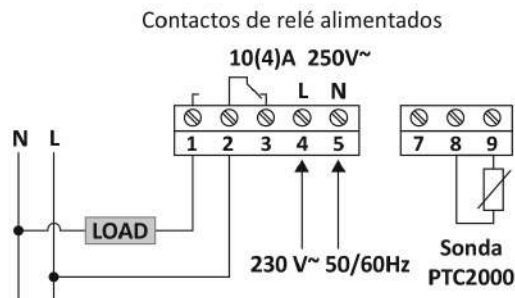 Contactos de relé alimentados
10(4)A 250V~
L N
N L
1 2 3 4 5 7 8 9
LOAD
230 V~ 50/60Hz
Sonda
PTC2000